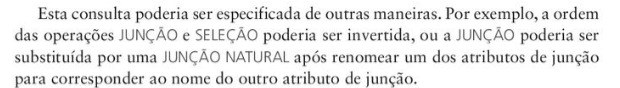 Esta consulta poderia ser especificada de outras maneiras. Por exemplo, a ordem
das operações JUNÇÃO e SELEÇÃO poderia ser invertida, ou a JUNÇÃO poderia ser
substituída por uma JUNÇÃO NATURAL após renomear um dos atributos de junção
para corresponder ao nome do outro atributo de junção.